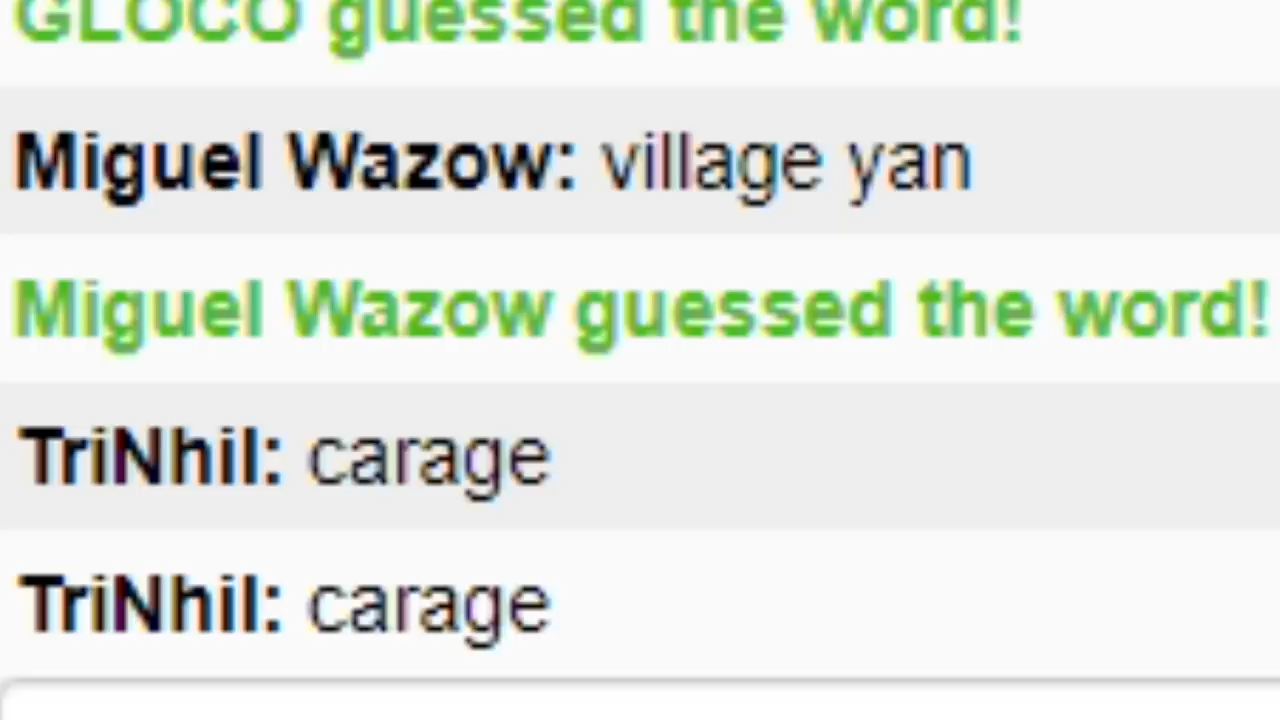 GLOCO guessed the word!
Miguel Wazow: village yan
Miguel Wazow guessed the word!
TriNhil: carage
TriNhil: carage